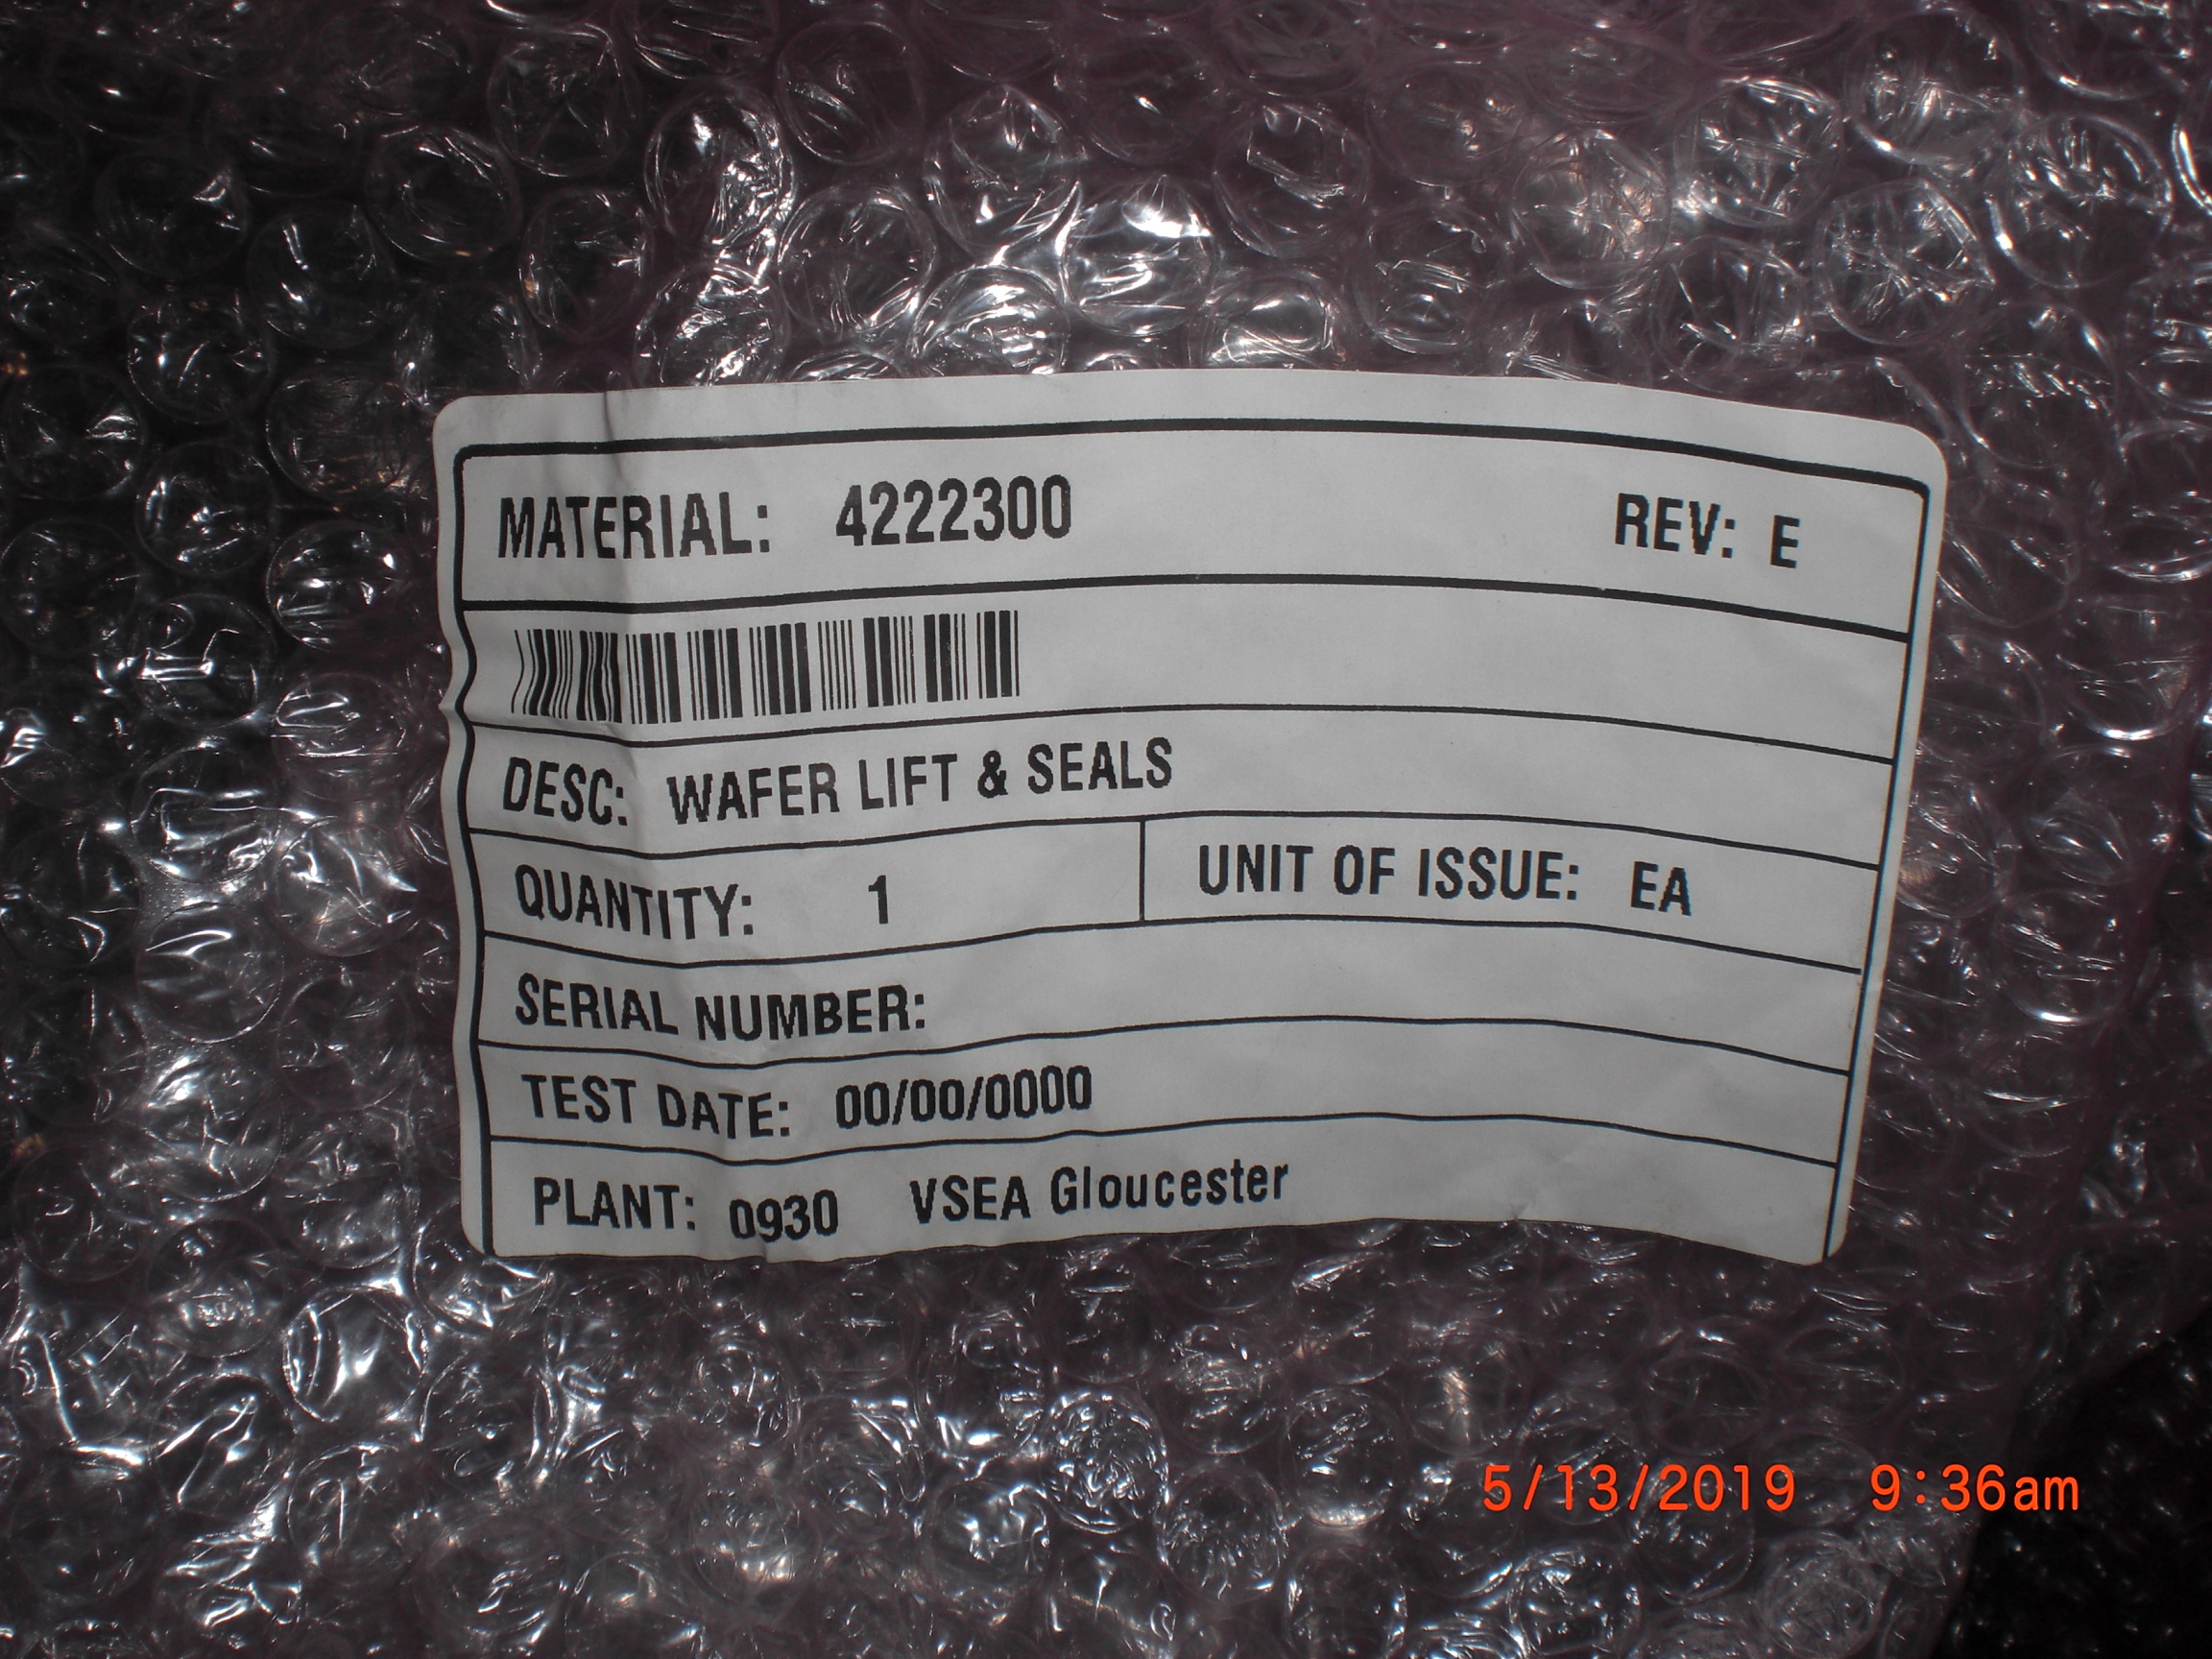 MATERIAL: 4222300 REV: E
DESC: WAFER LIFT & SEALS
QUANTITY: 1 UNIT OF ISSUE: EA
SERIAL NUMBER:
TEST DATE: 00/00/0000
PLANT: 0930 VSEA Gloucester
5/13/2019 9:36am